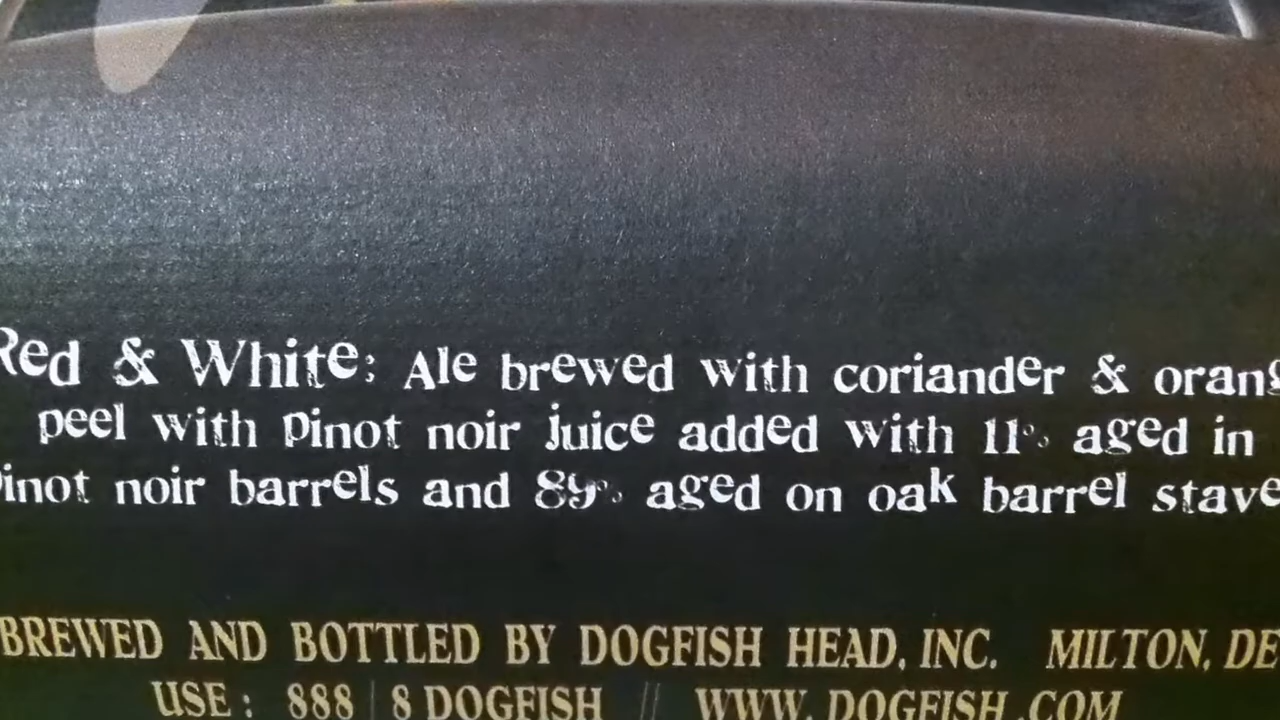 Red & White: Ale brewed with coriander & orang
peel with Pinot noir juice added with 11% aged in
Pinot noir barrels and 89% aged on oak barrel stave
BREWED AND BOTTLED BY DOGFISH HEAD, INC. MILTON, DE
USE: 888 | 8 DOGFISH // WWW.DOGFISH.COM